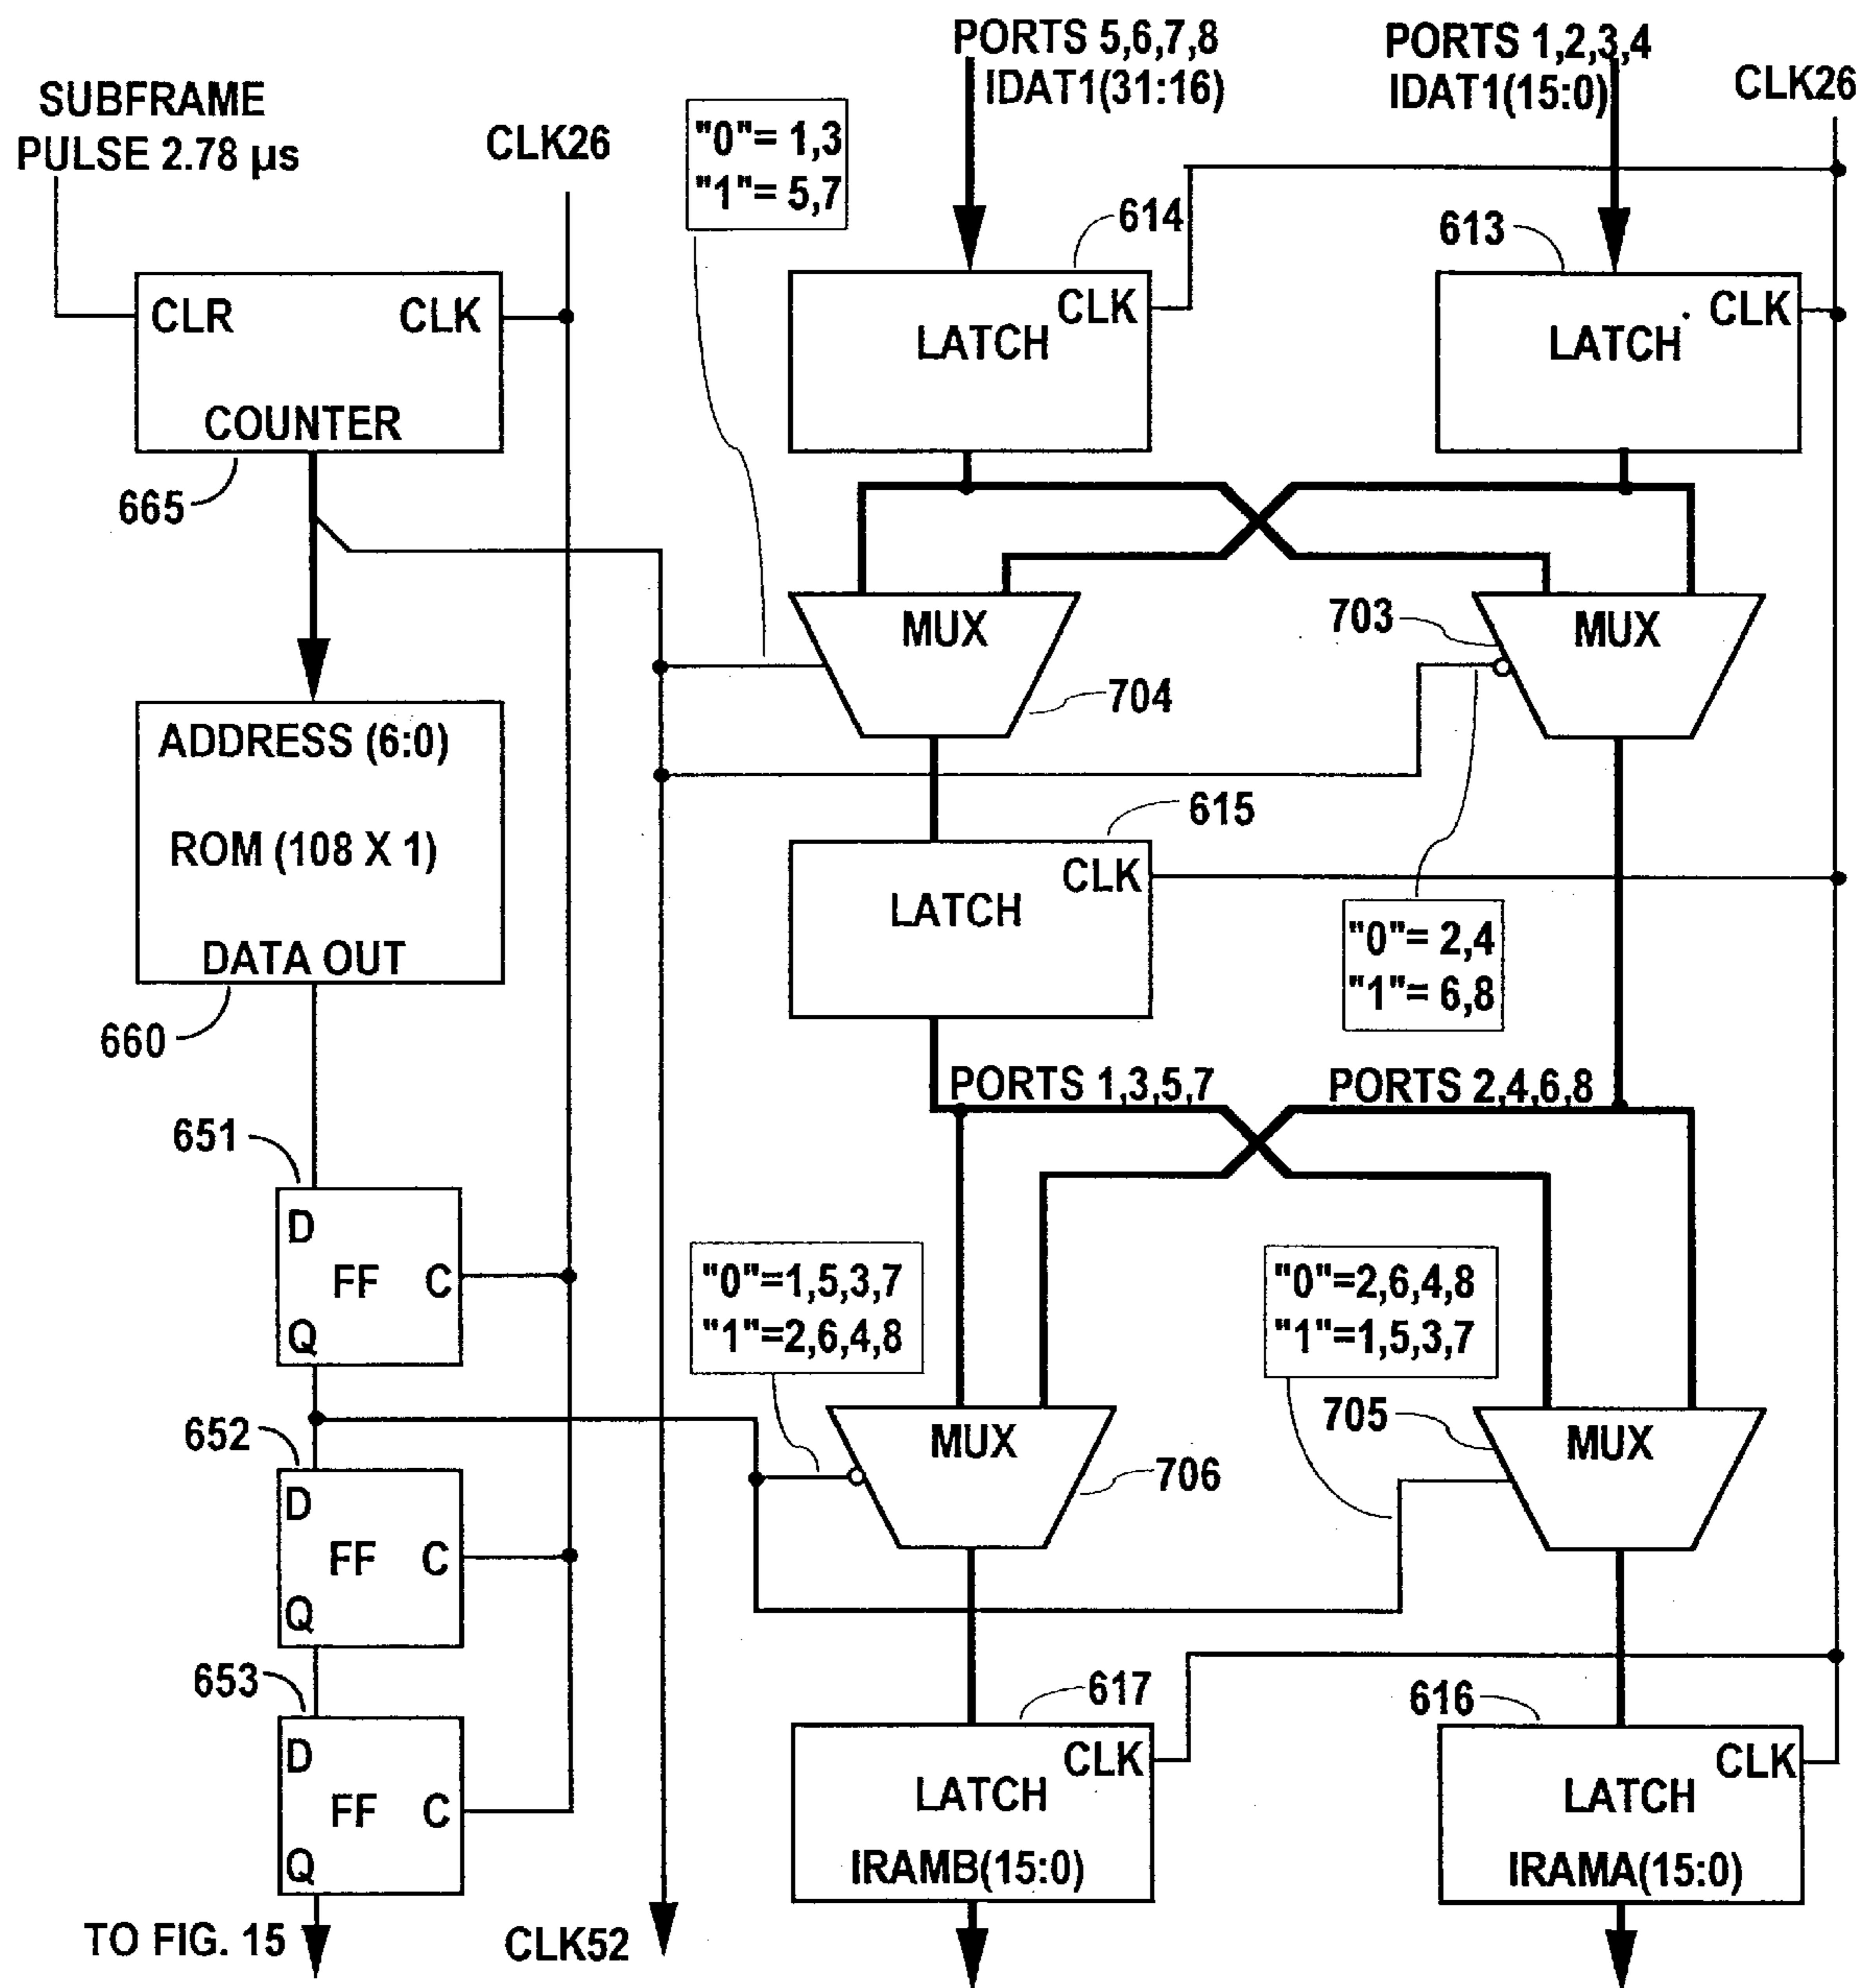 SUBFRAME
PULSE 2.78 µs
CLK26
PORTS 5,6,7,8
IDAT1(31:16)
PORTS 1,2,3,4
IDAT1(15:0)
CLK26
"0"= 1,3
"1"= 5,7
614
613
CLR CLK
COUNTER
665
CLK
LATCH
CLK
LATCH
MUX
704
703
MUX
ADDRESS (6:0)
ROM (108 X 1)
DATA OUT
660
615
CLK
LATCH
"0"= 2,4
"1"= 6,8
PORTS 1,3,5,7
PORTS 2,4,6,8
651
D
FF C
Q
"0"=1,5,3,7
"1"=2,6,4,8
"0"=2,6,4,8
"1"=1,5,3,7
652
D
FF C
Q
MUX
706
705
MUX
653
D
FF C
Q
617
CLK
LATCH
IRAMB(15:0)
616
CLK
LATCH
IRAMA(15:0)
TO FIG. 15
CLK52